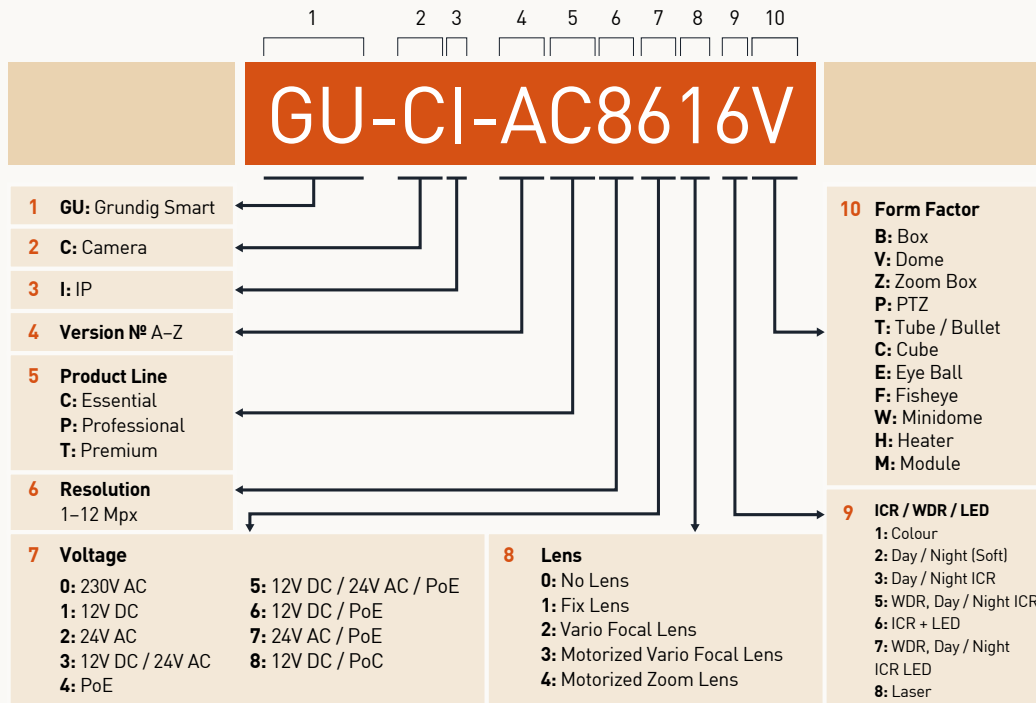 1 2 3 4 5 6 7 8 9 10
GU-CI-AC8616V
1 GU: Grundig Smart
2 C: Camera
3 I: IP
4 Version Nº A–Z
5 Product Line
C: Essential
P: Professional
T: Premium
6 Resolution
1–12 Mpx
7 Voltage
0: 230V AC
1: 12V DC
2: 24V AC
3: 12V DC / 24V AC
4: PoE
5: 12V DC / 24V AC / PoE
6: 12V DC / PoE
7: 24V AC / PoE
8: 12V DC / PoC
8 Lens
0: No Lens
1: Fix Lens
2: Vario Focal Lens
3: Motorized Vario Focal Lens
4: Motorized Zoom Lens
10 Form Factor
B: Box
V: Dome
Z: Zoom Box
P: PTZ
T: Tube / Bullet
C: Cube
E: Eye Ball
F: Fisheye
W: Minidome
H: Heater
M: Module
9 ICR / WDR / LED
1: Colour
2: Day / Night (Soft)
3: Day / Night ICR
5: WDR, Day / Night ICR
6: ICR + LED
7: WDR, Day / Night
ICR LED
8: Laser